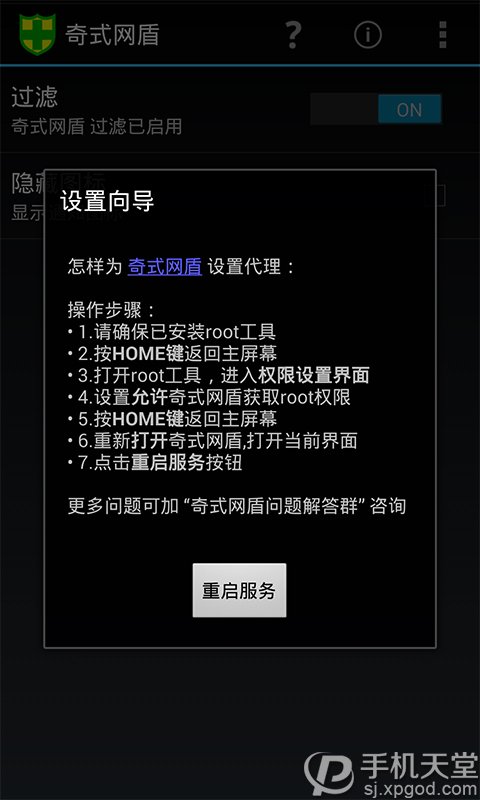 奇式网盾
?
过滤
奇式网盾 过滤已启用
ON
隐藏图标
设置向导
怎样为 奇式网盾 设置代理：
操作步骤：
• 1.请确保已安装root工具
• 2.按HOME键返回主屏幕
• 3.打开root工具，进入权限设置界面
• 4.设置允许奇式网盾获取root权限
• 5.按HOME键返回主屏幕
• 6.重新打开奇式网盾,打开当前界面
• 7.点击重启服务按钮
更多问题可加 “奇式网盾问题解答群” 咨询
重启服务
手机天堂
sj.xpgod.com